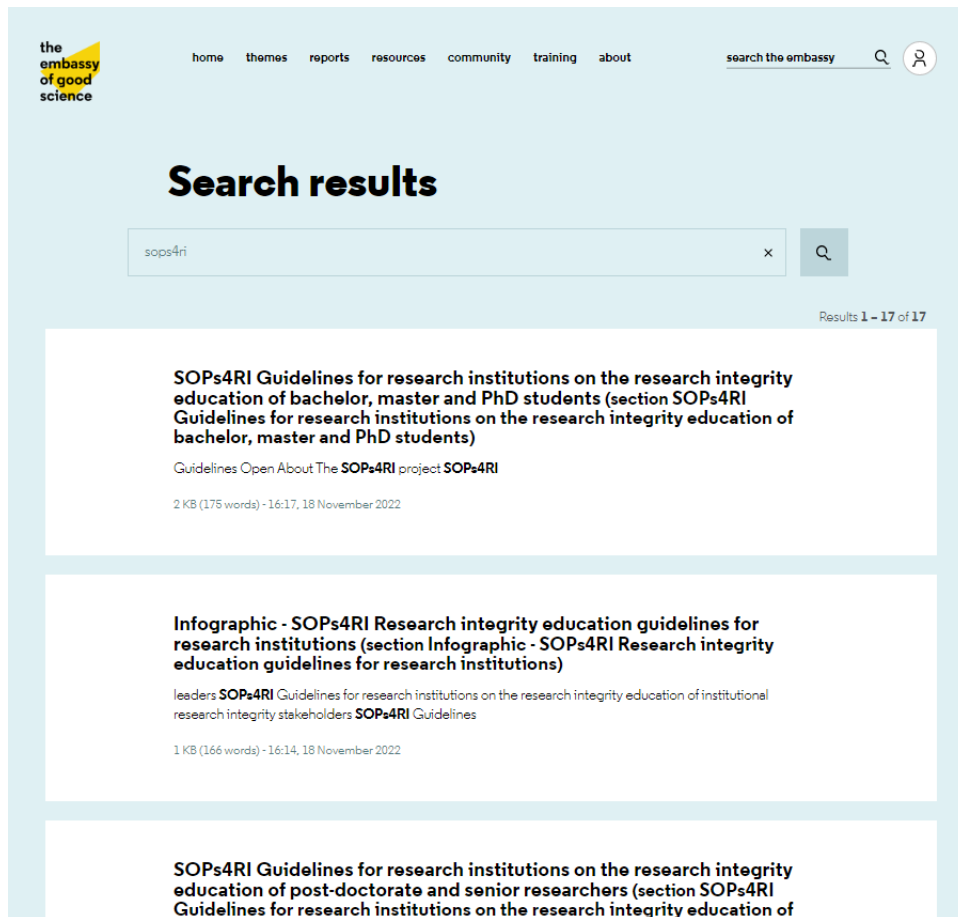 the
embassy
of good
science
home themes reports resources community training about
search the embassy
Search results
sops4ri
×
Results 1 – 17 of 17
SOPs4RI Guidelines for research institutions on the research integrity
education of bachelor, master and PhD students (section SOPs4RI
Guidelines for research institutions on the research integrity education of
bachelor, master and PhD students)
Guidelines Open About The SOPs4RI project SOPs4RI
2 KB (175 words) - 16:17, 18 November 2022
Infographic - SOPs4RI Research integrity education guidelines for
research institutions (section Infographic - SOPs4RI Research integrity
education guidelines for research institutions)
leaders SOPs4RI Guidelines for research institutions on the research integrity education of institutional
research integrity stakeholders SOPs4RI Guidelines
1 KB (166 words) - 16:14, 18 November 2022
SOPs4RI Guidelines for research institutions on the research integrity
education of post-doctorate and senior researchers (section SOPs4RI
Guidelines for research institutions on the research integrity education of